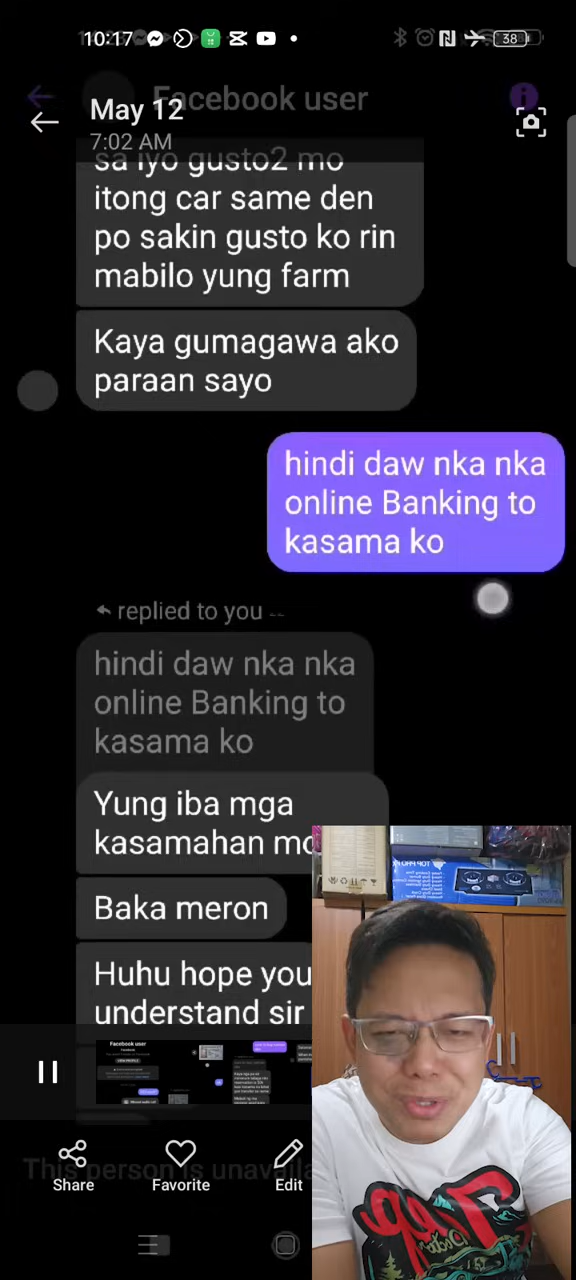 10:17
38
Facebook user
May 12
7:02 AM
sa iyo gusto2 mo
itong car same den
po sakin gusto ko rin
mabilo yung farm
Kaya gumagawa ako
paraan sayo
hindi daw nka nka
online Banking to
kasama ko
replied to you
hindi daw nka nka
online Banking to
kasama ko
Yung iba mga
kasamahan mo
Baka meron
Huhu hope you
understand sir
Facebook user
This person is unavaila
Share
Favorite
Edit